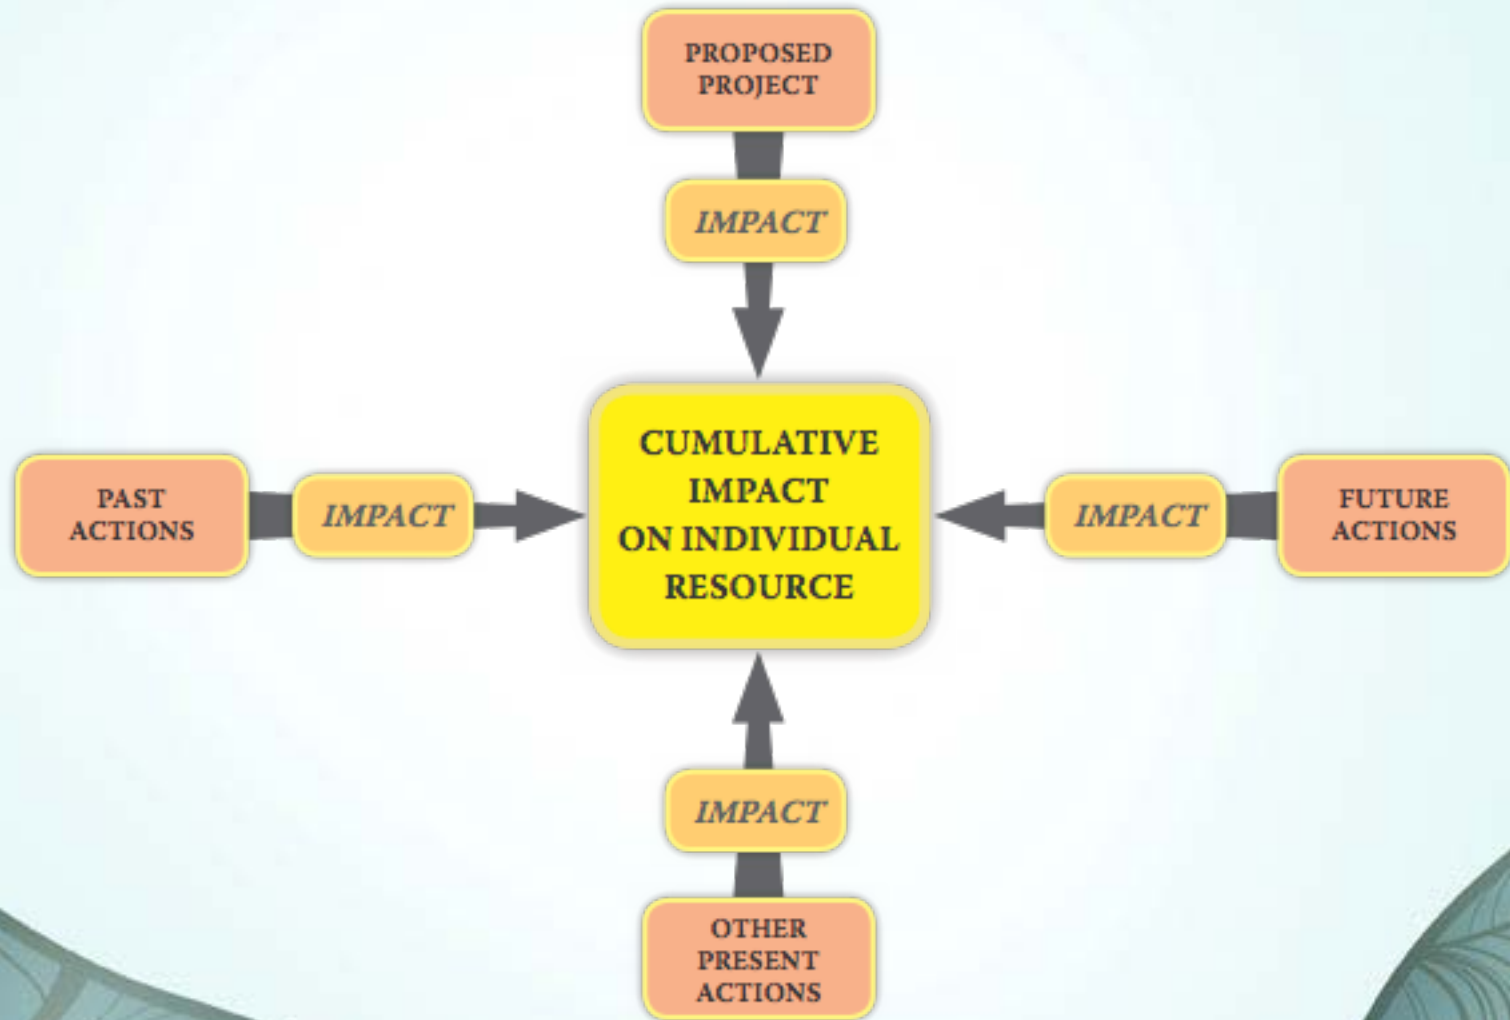 PROPOSED
PROJECT
IMPACT
CUMULATIVE
IMPACT
ON INDIVIDUAL
RESOURCE
PAST
ACTIONS
IMPACT
IMPACT
FUTURE
ACTIONS
IMPACT
OTHER
PRESENT
ACTIONS